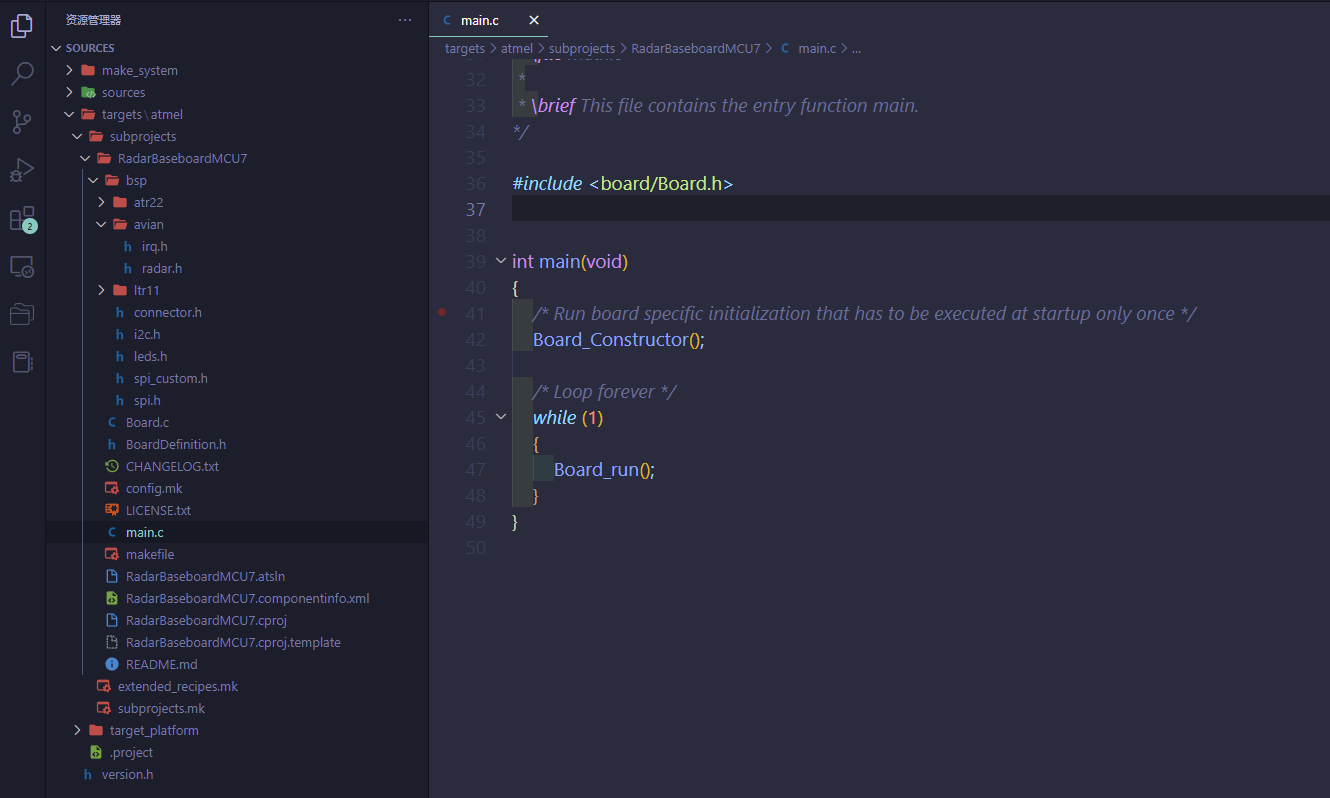 资源管理器
SOURCES
make_system
sources
targets \ atmel
subprojects
RadarBaseboardMCU7
bsp
atr22
avian
h irq.h
h radar.h
ltr11
h connector.h
h i2c.h
h leds.h
h spi_custom.h
h spi.h
C Board.c
h BoardDefinition.h
CHANGELOG.txt
config.mk
LICENSE.txt
C main.c
makefile
RadarBaseboardMCU7.atsln
RadarBaseboardMCU7.componentinfo.xml
RadarBaseboardMCU7.cproj
RadarBaseboardMCU7.cproj.template
README.md
extended_recipes.mk
subprojects.mk
target_platform
.project
h version.h
2
C main.c
targets > atmel > subprojects > RadarBaseboardMCU7 > C main.c > ...
32 *
33 * \brief This file contains the entry function main.
34 */
35
36 #include <board/Board.h>
37
38
39 int main(void)
40 {
41 /* Run board specific initialization that has to be executed at startup only once */
42 Board_Constructor();
43
44 /* Loop forever */
45 while (1)
46 {
47 Board_run();
48 }
49 }
50